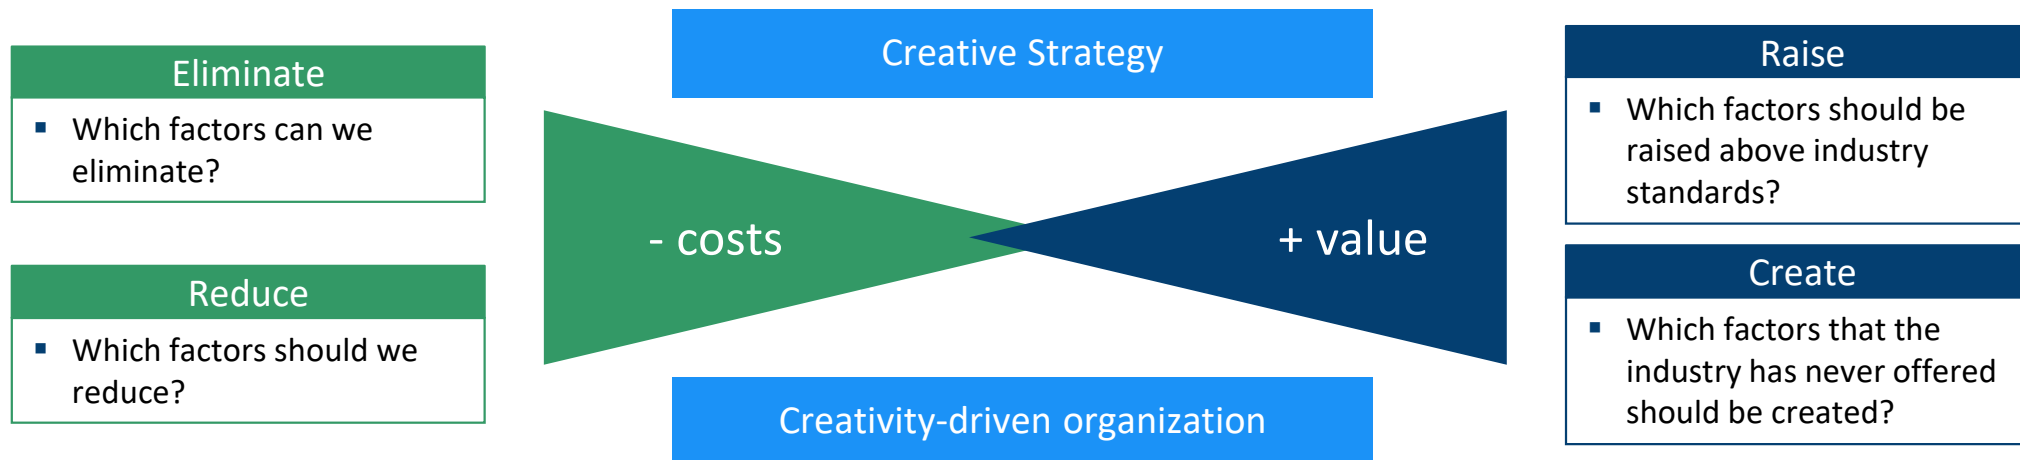 Eliminate
▪ Which factors can we
eliminate?
Reduce
▪ Which factors should we
reduce?
Creative Strategy
- costs
+ value
Creativity-driven organization
Raise
▪ Which factors should be
raised above industry
standards?
Create
▪ Which factors that the
industry has never offered
should be created?